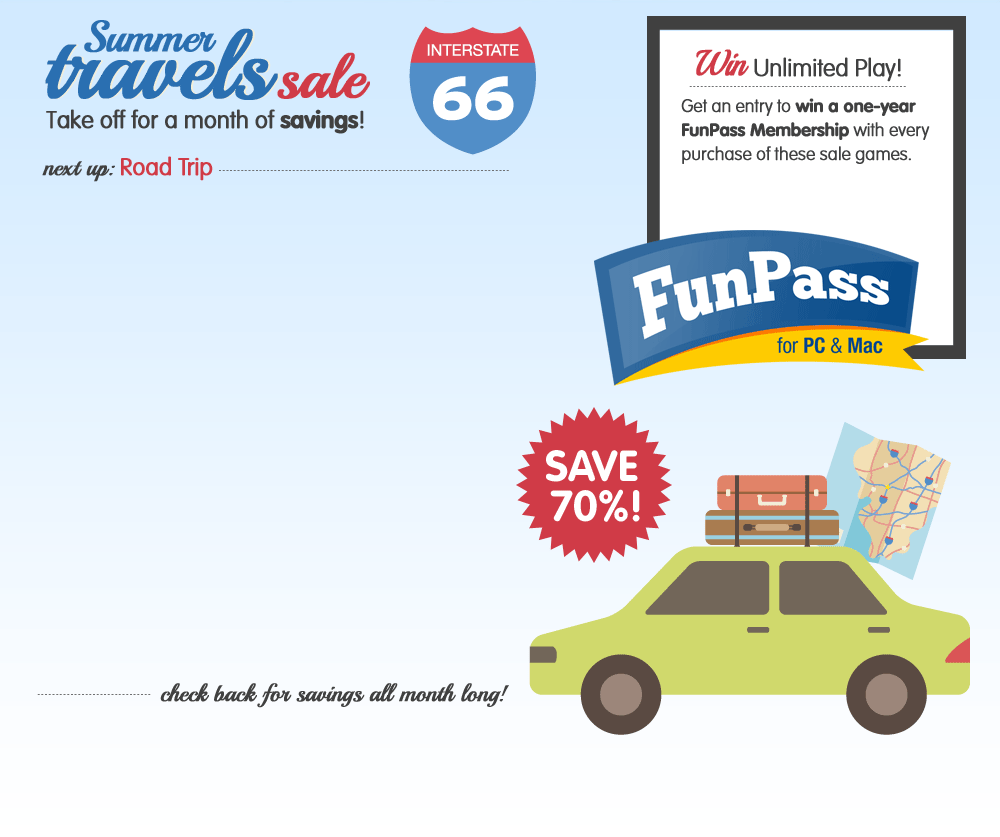 Summer
travels sale
Take off for a month of savings!
INTERSTATE
66
next up: Road Trip
Win Unlimited Play!
Get an entry to win a one-year
FunPass Membership with every
purchase of these sale games.
FunPass
for PC & Mac
SAVE
70%!
check back for savings all month long!